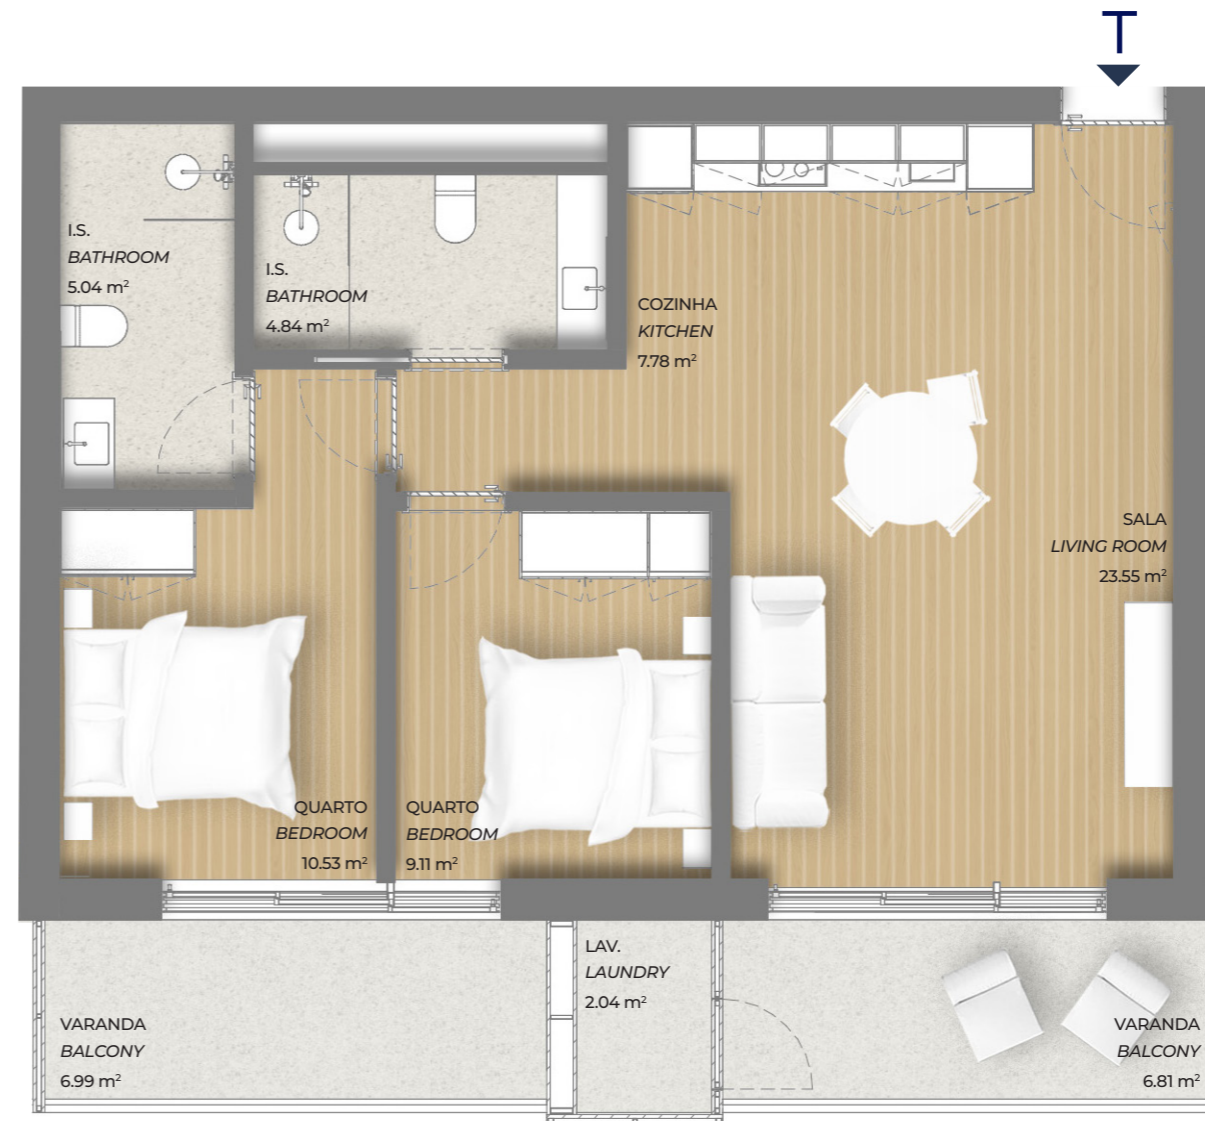 T
I.S.
BATHROOM
5.04 m²
I.S.
BATHROOM
4.84 m²
COZINHA
KITCHEN
7.78 m²
SALA
LIVING ROOM
23.55 m²
QUARTO
BEDROOM
10.53 m²
QUARTO
BEDROOM
9.11 m²
LAV.
LAUNDRY
2.04 m²
VARANDA
BALCONY
6.99 m²
VARANDA
BALCONY
6.81 m²